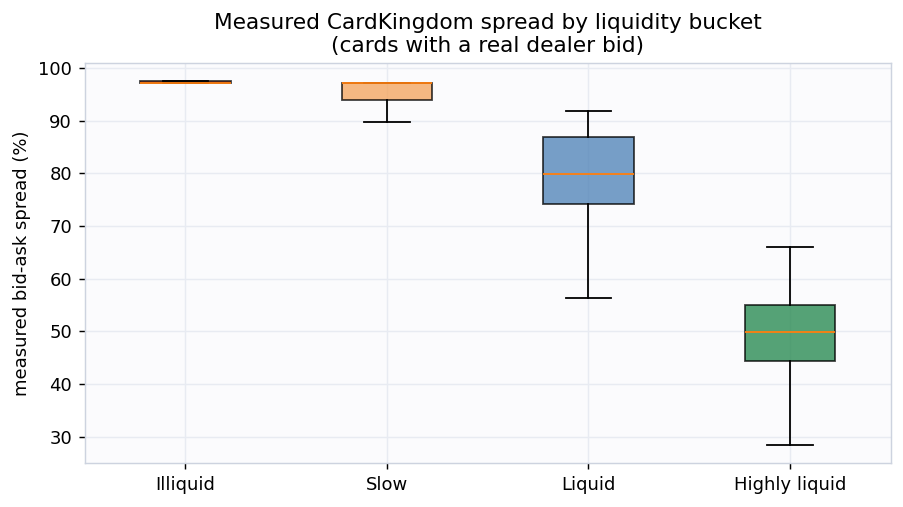 Measured CardKingdom spread by liquidity bucket
(cards with a real dealer bid)
measured bid-ask spread (%)
100
90
80
70
60
50
40
30
Illiquid
Slow
Liquid
Highly liquid